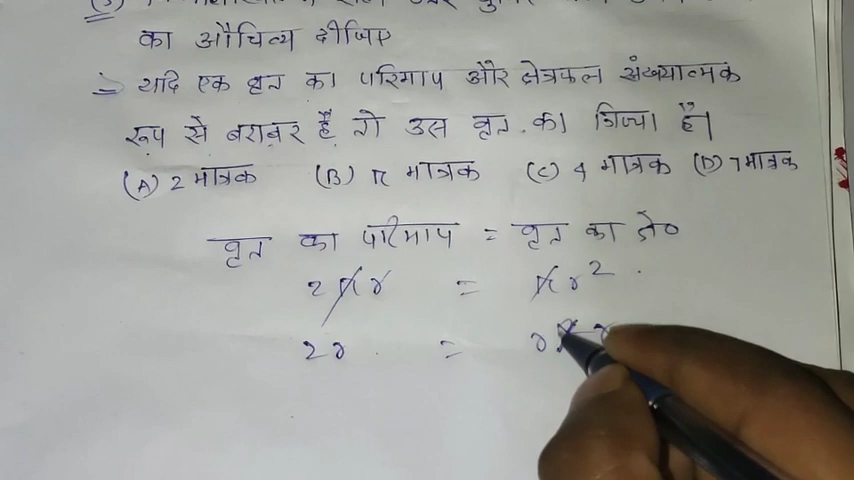 का औचित्य दीजिए
यदि एक वृत्त का परिमाप और क्षेत्रफल संख्यात्मक
रूप से बराबर है तो उस वृत्त का त्रिज्या है।
(A) 2 मात्रक (B) π मात्रक (C) 4 मात्रक (D) 7 मात्रक
वृत्त का परिमाप = वृत्त का क्षे०
2πr = πr²
2r = r